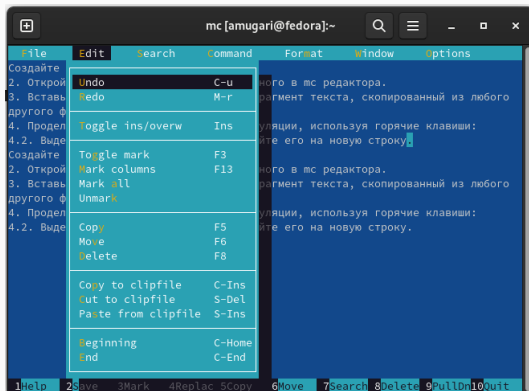 mc [amugari@fedora]:~
File Edit Search Command Format Window Options
Создайте
2. Открой
3. Встав
другого ф
4. Продел
4.2. Выде
Создайте
2. Открой
3. Вставь
другого ф
4. Продел
4.2. Выде
Undo C-u
Redo M-r
Toggle ins/overw Ins
Toggle mark F3
Mark columns F13
Mark all
Unmark
Copy F5
Move F6
Delete F8
Copy to clipfile C-Ins
Cut to clipfile S-Del
Paste from clipfile S-Ins
Beginning C-Home
End C-End
ного в mc редактора.
рагмент текста, скопированный из любого
уляции, используя горячие клавиши:
йте его на новую строку.
ного в mc редактора.
рагмент текста, скопированный из любого
уляции, используя горячие клавиши:
йте его на новую строку.
1Help 2Save 3Mark 4Replac 5Copy 6Move 7Search 8Delete 9PullDn 10Quit